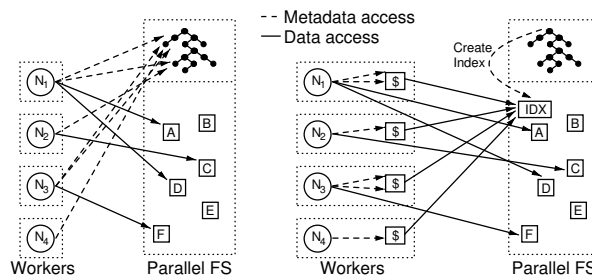 Metadata access
Data access
N1
N2
N3
N4
A
B
C
D
E
F
Workers
Parallel FS
Create
Index
N1
N2
N3
N4
$
$
$
$
IDX
A
B
C
D
E
F
Workers
Parallel FS